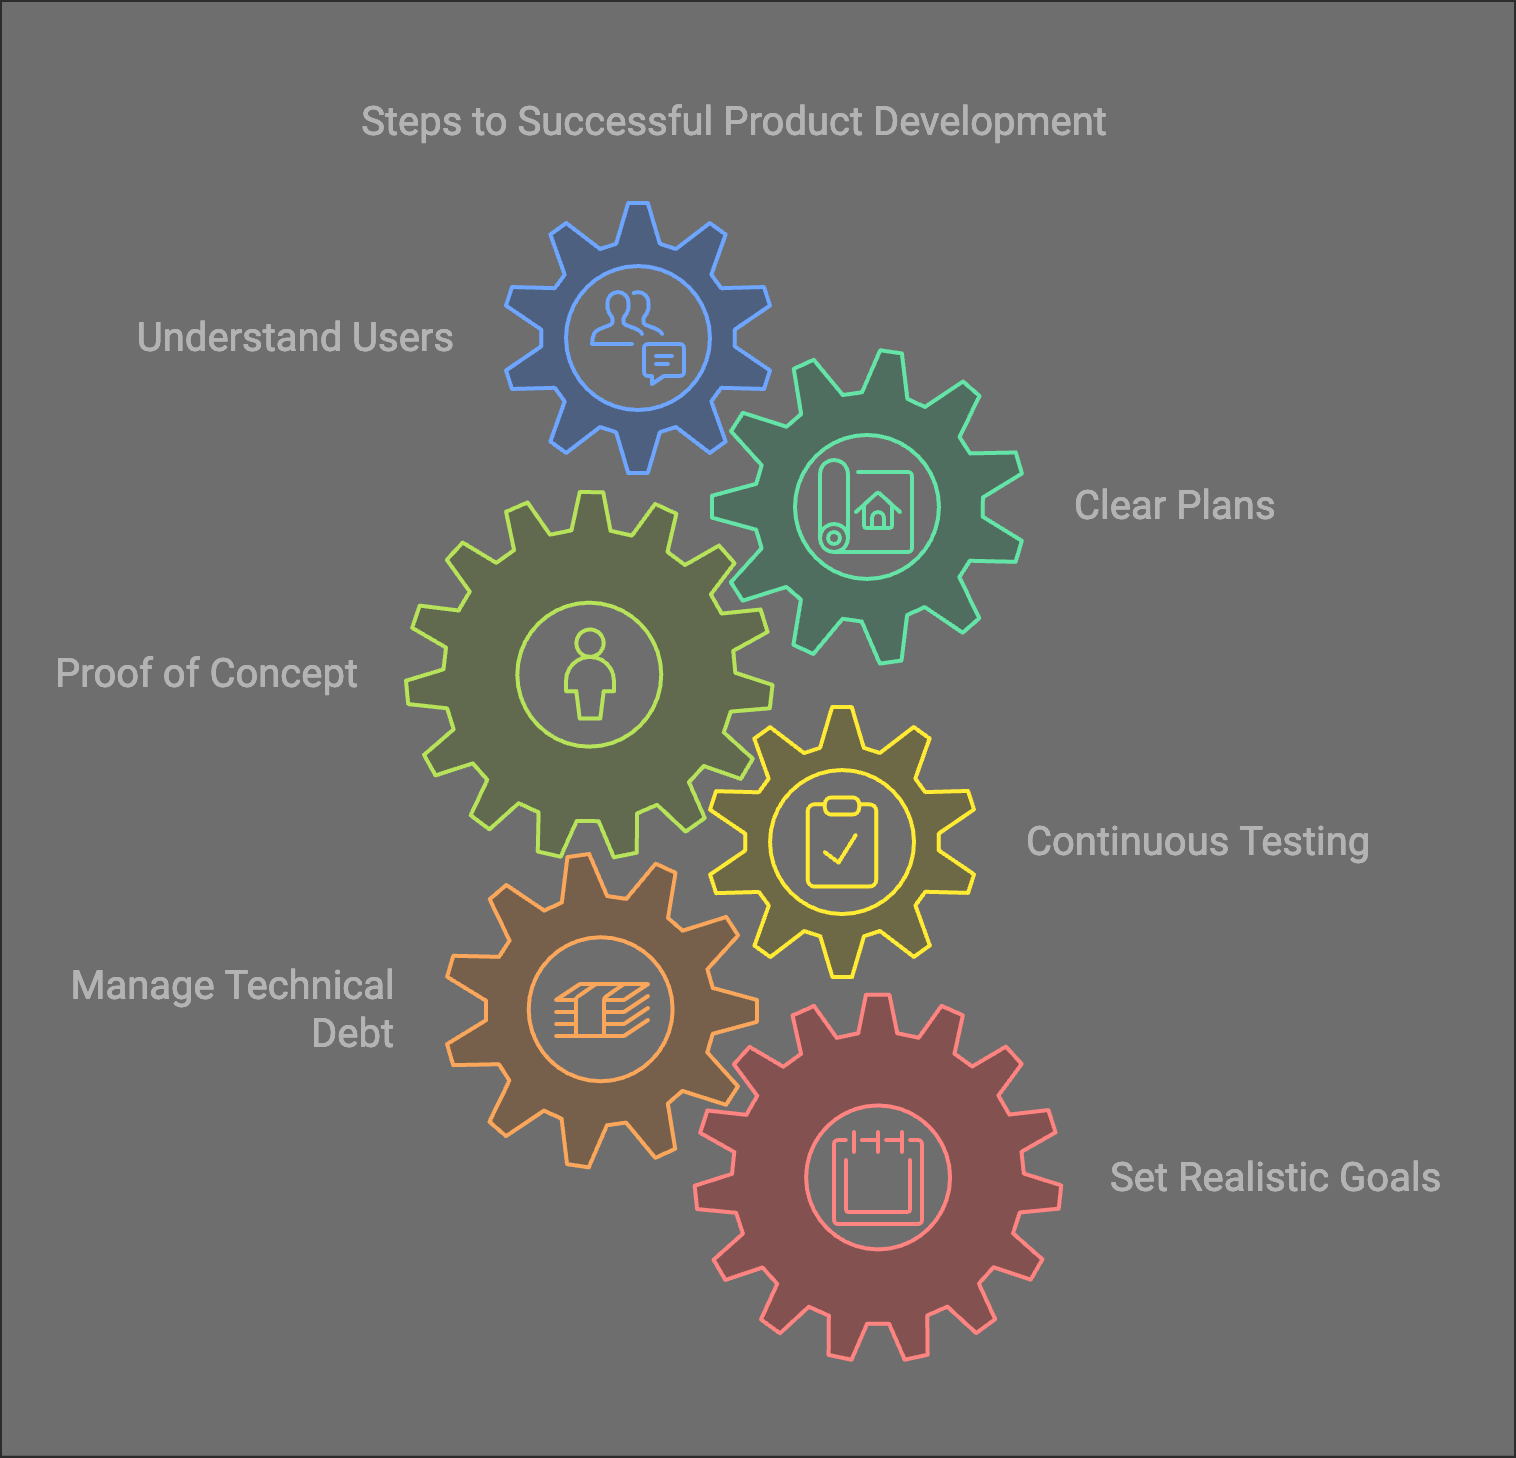 Steps to Successful Product Development
Understand Users
Clear Plans
Proof of Concept
Continuous Testing
Manage Technical
Debt
Set Realistic Goals